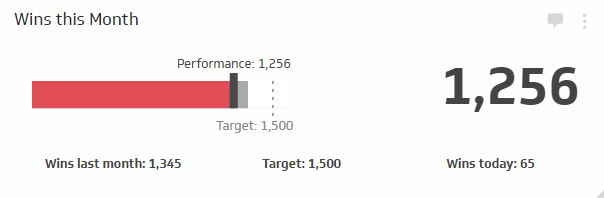 Wins this Month
Performance: 1,256
1,256
Target: 1,500
Wins last month: 1,345
Target: 1,500
Wins today: 65